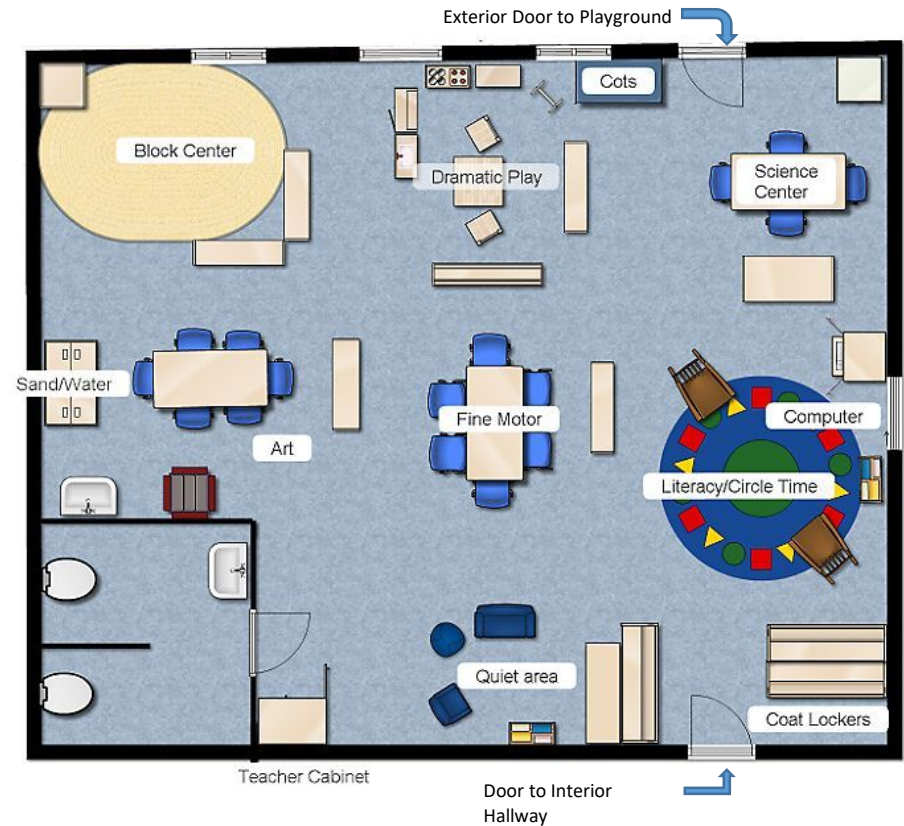 Exterior Door to Playground
Cots
Block Center
Dramatic Play
Science
Center
Sand/Water
Art
Fine Motor
Computer
Literacy/Circle Time
Quiet area
Coat Lockers
Teacher Cabinet
Door to Interior
Hallway